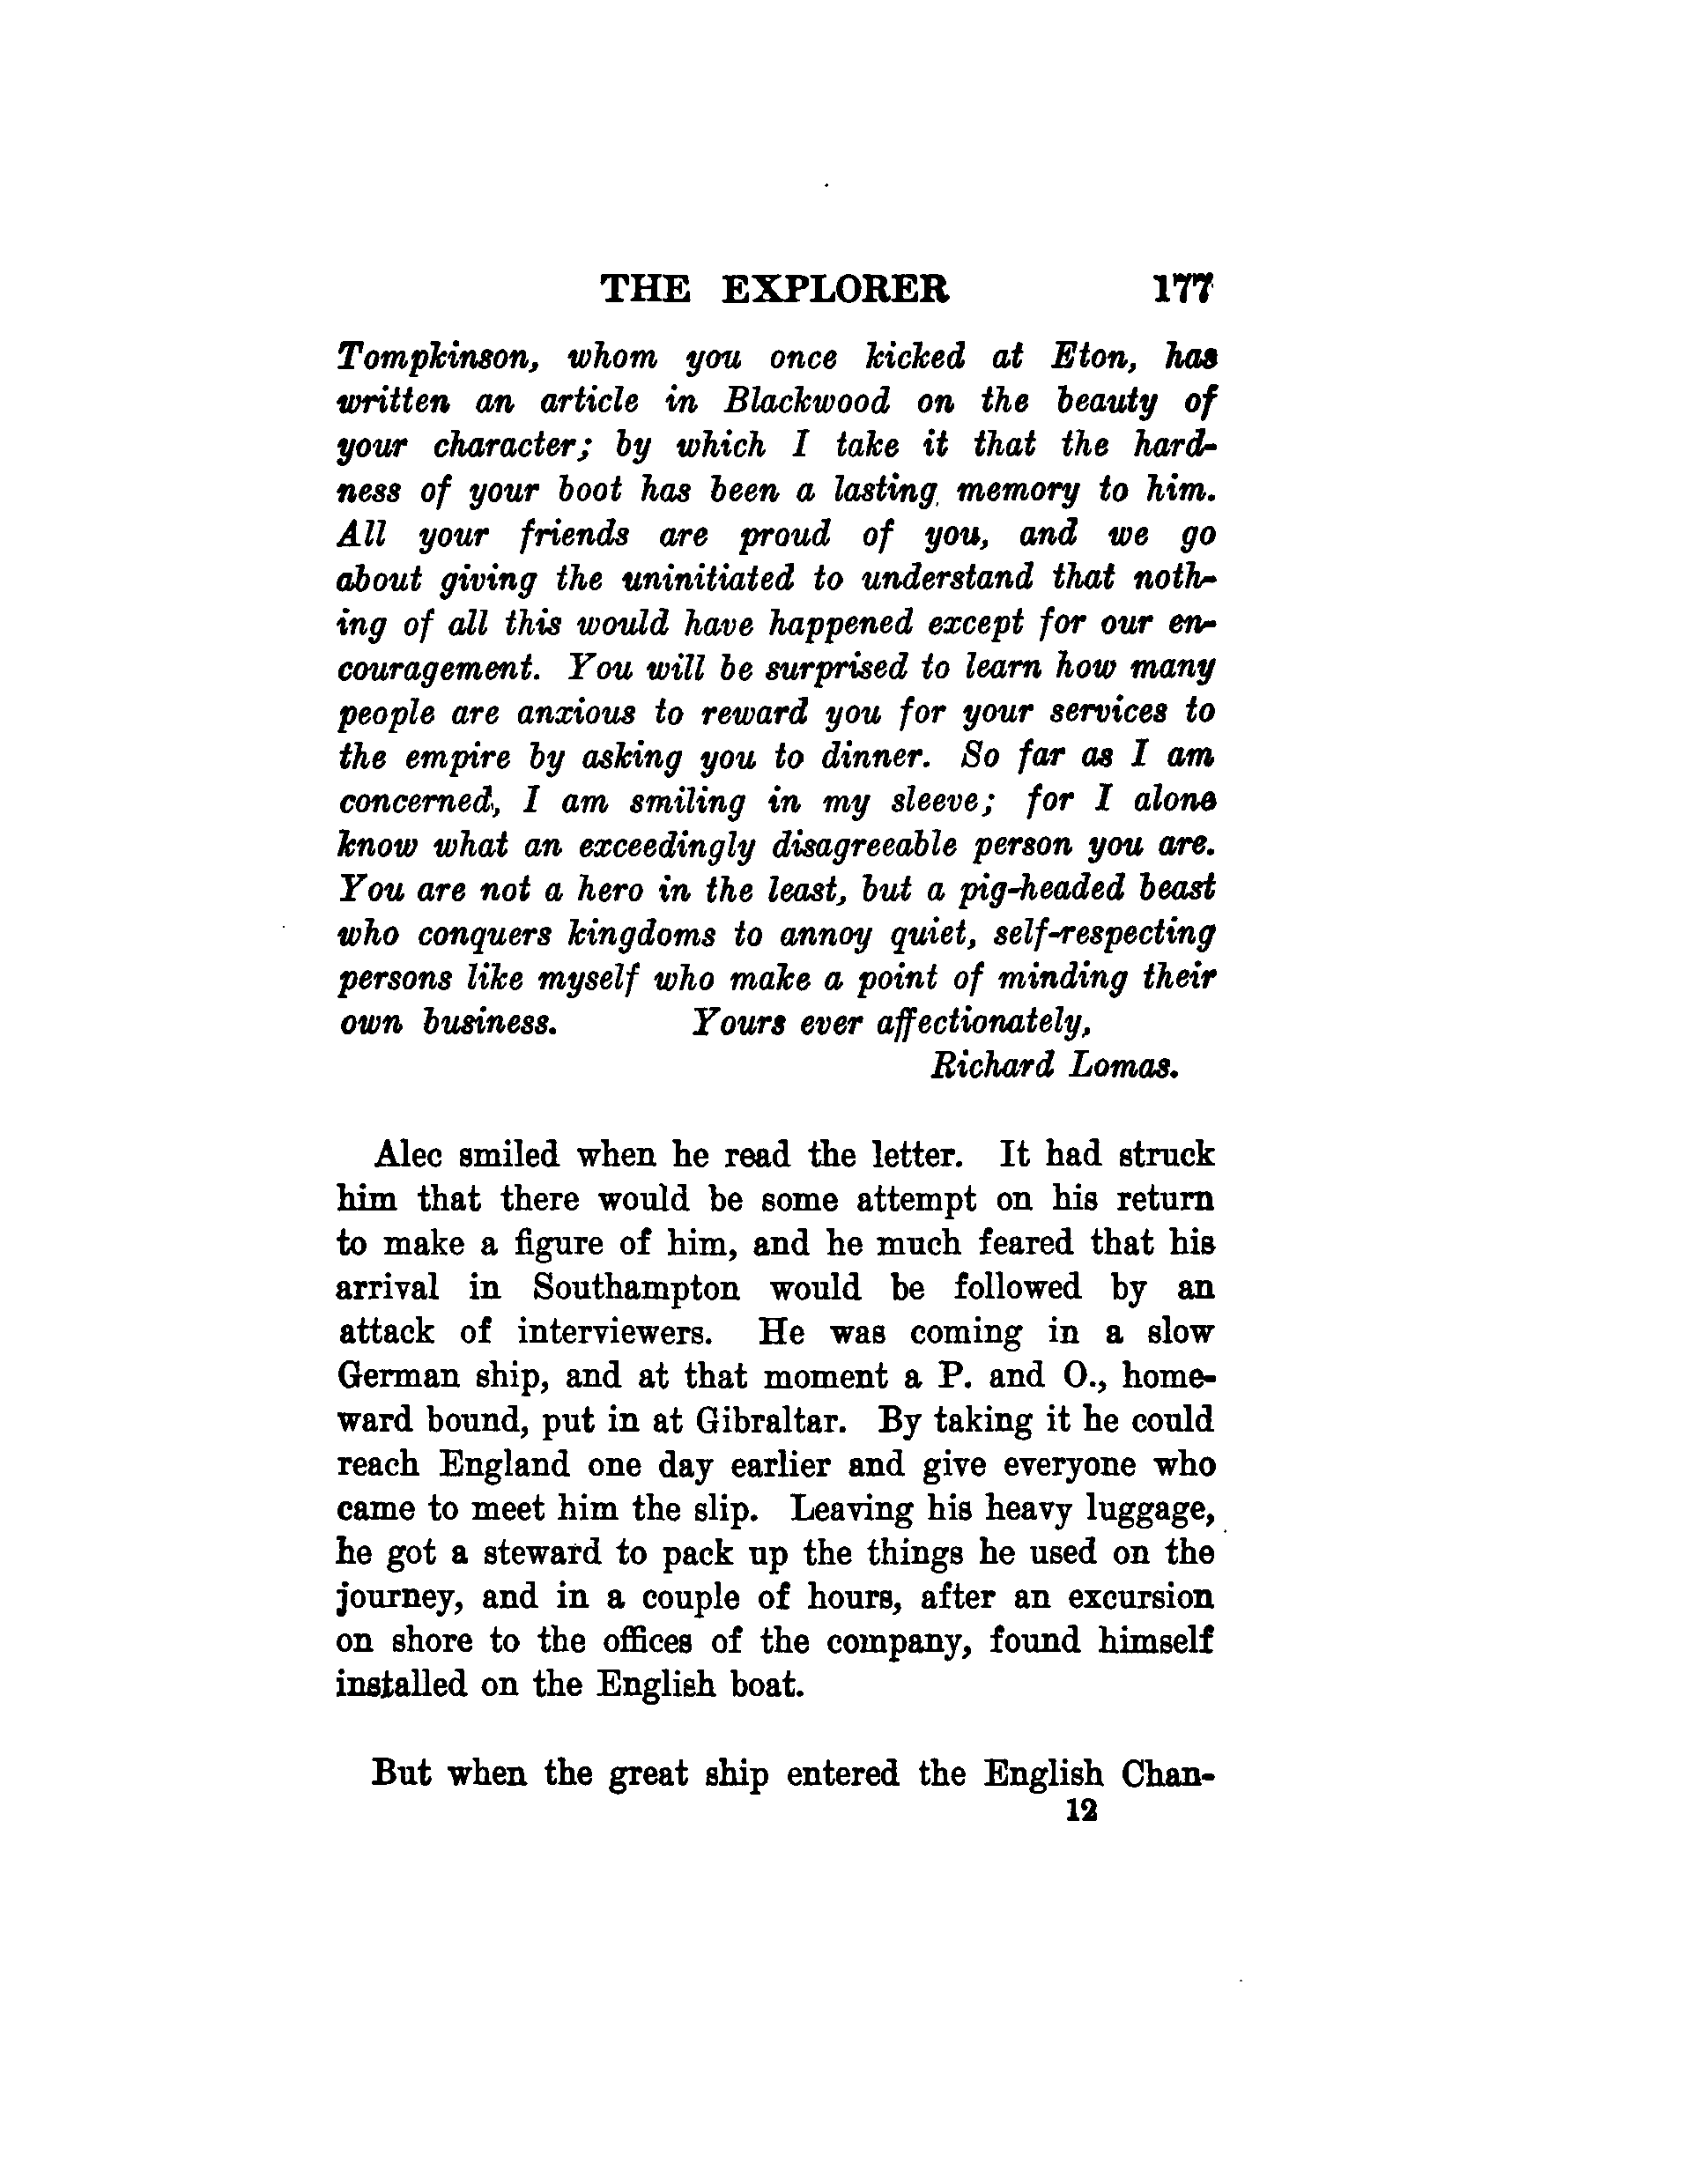 THE EXPLORER 177
Tompkinson, whom you once kicked at Eton, has
written an article in Blackwood on the beauty of
your character; by which I take it that the hard-
ness of your boot has been a lasting memory to him.
All your friends are proud of you, and we go
about giving the uninitiated to understand that noth-
ing of all this would have happened except for our en-
couragement. You will be surprised to learn how many
people are anxious to reward you for your services to
the empire by asking you to dinner. So far as I am
concerned, I am smiling in my sleeve; for I alone
know what an exceedingly disagreeable person you are.
You are not a hero in the least, but a pig-headed beast
who conquers kingdoms to annoy quiet, self-respecting
persons like myself who make a point of minding their
own business. Yours ever affectionately,
Richard Lomas.
Alec smiled when he read the letter. It had struck
him that there would be some attempt on his return
to make a figure of him, and he much feared that his
arrival in Southampton would be followed by an
attack of interviewers. He was coming in a slow
German ship, and at that moment a P. and O., home-
ward bound, put in at Gibraltar. By taking it he could
reach England one day earlier and give everyone who
came to meet him the slip. Leaving his heavy luggage,
he got a steward to pack up the things he used on the
journey, and in a couple of hours, after an excursion
on shore to the offices of the company, found himself
installed on the English boat.
But when the great ship entered the English Chan-
12